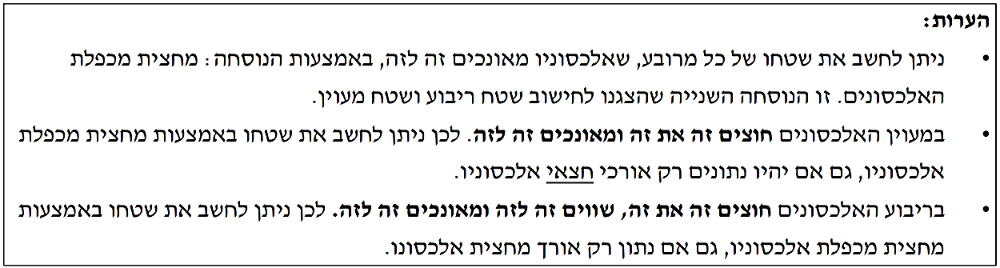 הערות:
• ניתן לחשב את שטחו של כל מרובע, שאלכסוניו מאונכים זה לזה, באמצעות הנוסחה: מחצית מכפלת
האלכסונים. זו הנוסחה השנייה שהצגנו לחישוב שטח ריבוע ושטח מעוין.
• במעוין האלכסונים חוצים זה את זה ומאונכים זה לזה. לכן ניתן לחשב את שטחו באמצעות מחצית מכפלת
אלכסוניו, גם אם יהיו נתונים רק אורכי חצאי אלכסוניו.
• בריבוע האלכסונים חוצים זה את זה, שווים זה לזה ומאונכים זה לזה. לכן ניתן לחשב את שטחו באמצעות
מחצית מכפלת אלכסוניו, גם אם נתון רק אורך מחצית אלכסונו.